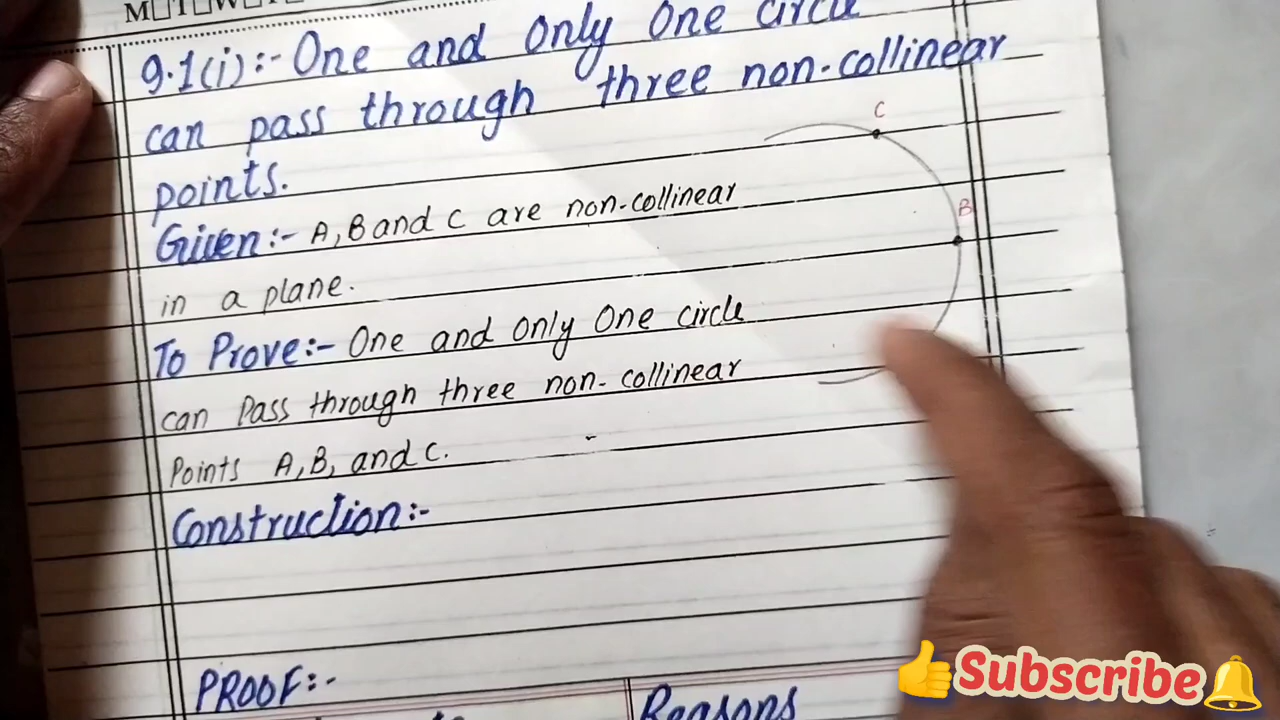 9.1(i):- One and Only One circle
can pass through three non-collinear
points.
Given:- A, B and C are non-collinear
in a plane.
To Prove:- One and Only One circle
can Pass through three non-collinear
Points A, B, and C.
Construction:-
PROOF:-
Reasons
C
B
Subscribe